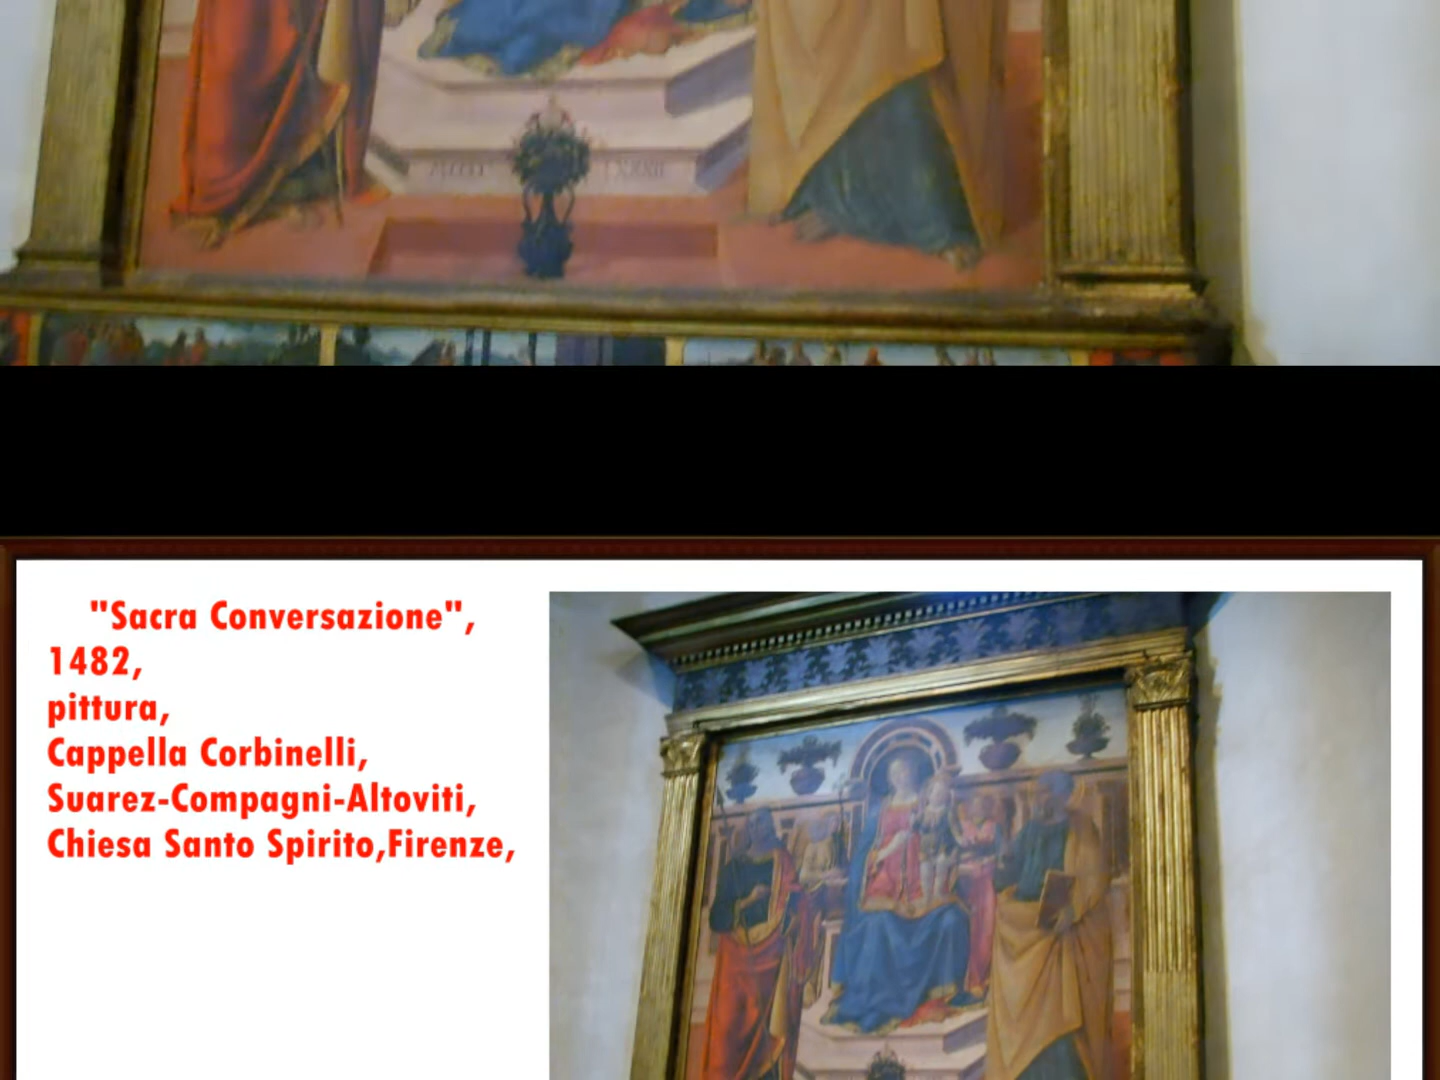 "Sacra Conversazione",
1482,
pittura,
Cappella Corbinelli,
Suarez-Compagni-Altoviti,
Chiesa Santo Spirito,Firenze,